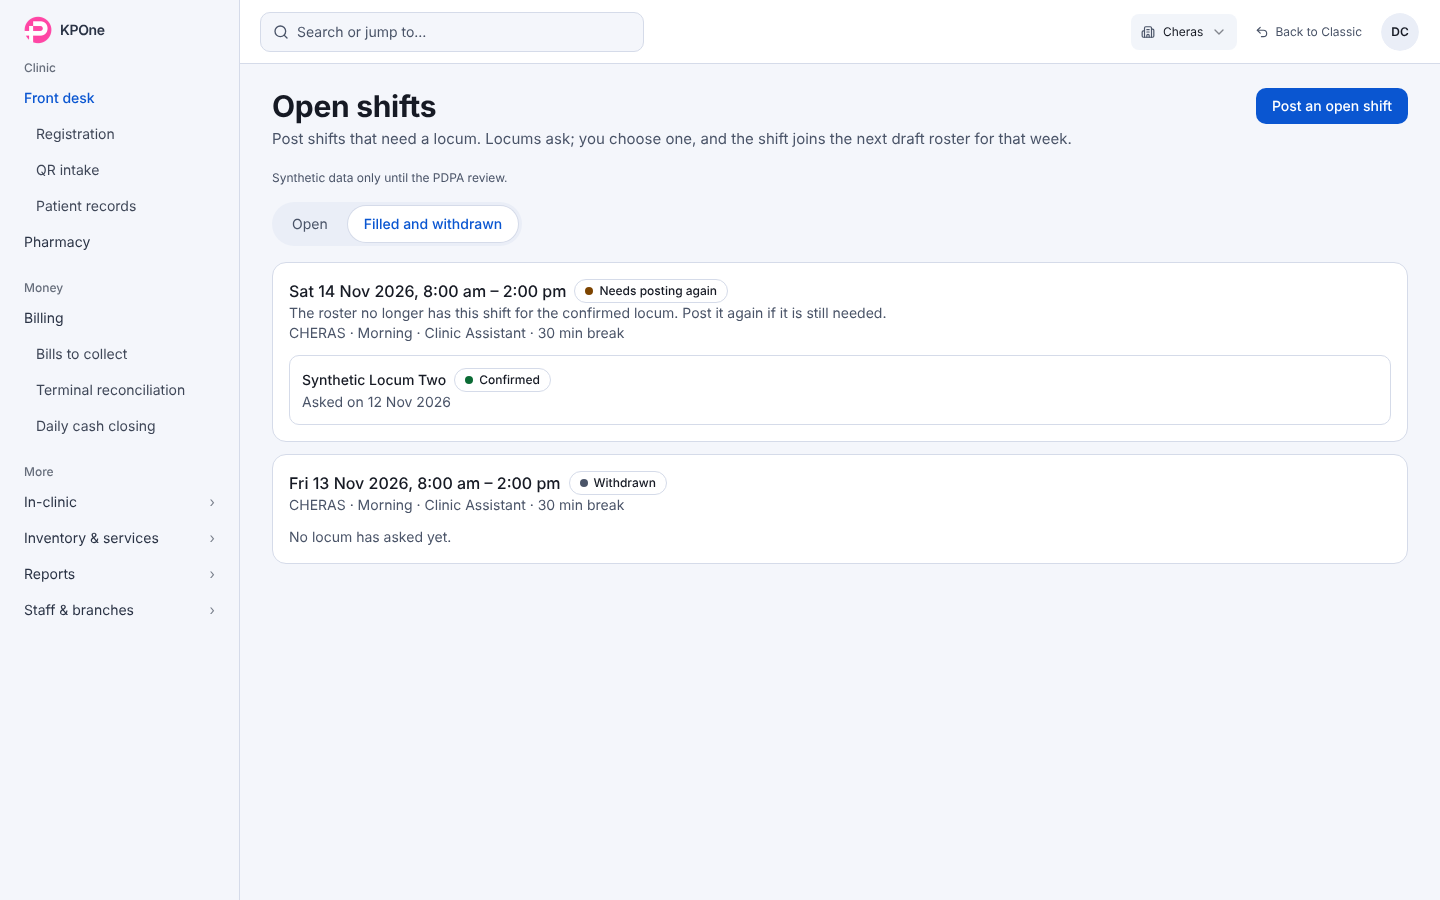 KPOne
Search or jump to...
Cheras
Back to Classic
DC
Clinic
Front desk
Registration
QR intake
Patient records
Pharmacy
Money
Billing
Bills to collect
Terminal reconciliation
Daily cash closing
More
In-clinic
Inventory & services
Reports
Staff & branches
Open shifts
Post an open shift
Post shifts that need a locum. Locums ask; you choose one, and the shift joins the next draft roster for that week.
Synthetic data only until the PDPA review.
Open
Filled and withdrawn
Sat 14 Nov 2026, 8:00 am – 2:00 pm
Needs posting again
The roster no longer has this shift for the confirmed locum. Post it again if it is still needed.
CHERAS · Morning · Clinic Assistant · 30 min break
Synthetic Locum Two
Confirmed
Asked on 12 Nov 2026
Fri 13 Nov 2026, 8:00 am – 2:00 pm
Withdrawn
CHERAS · Morning · Clinic Assistant · 30 min break
No locum has asked yet.